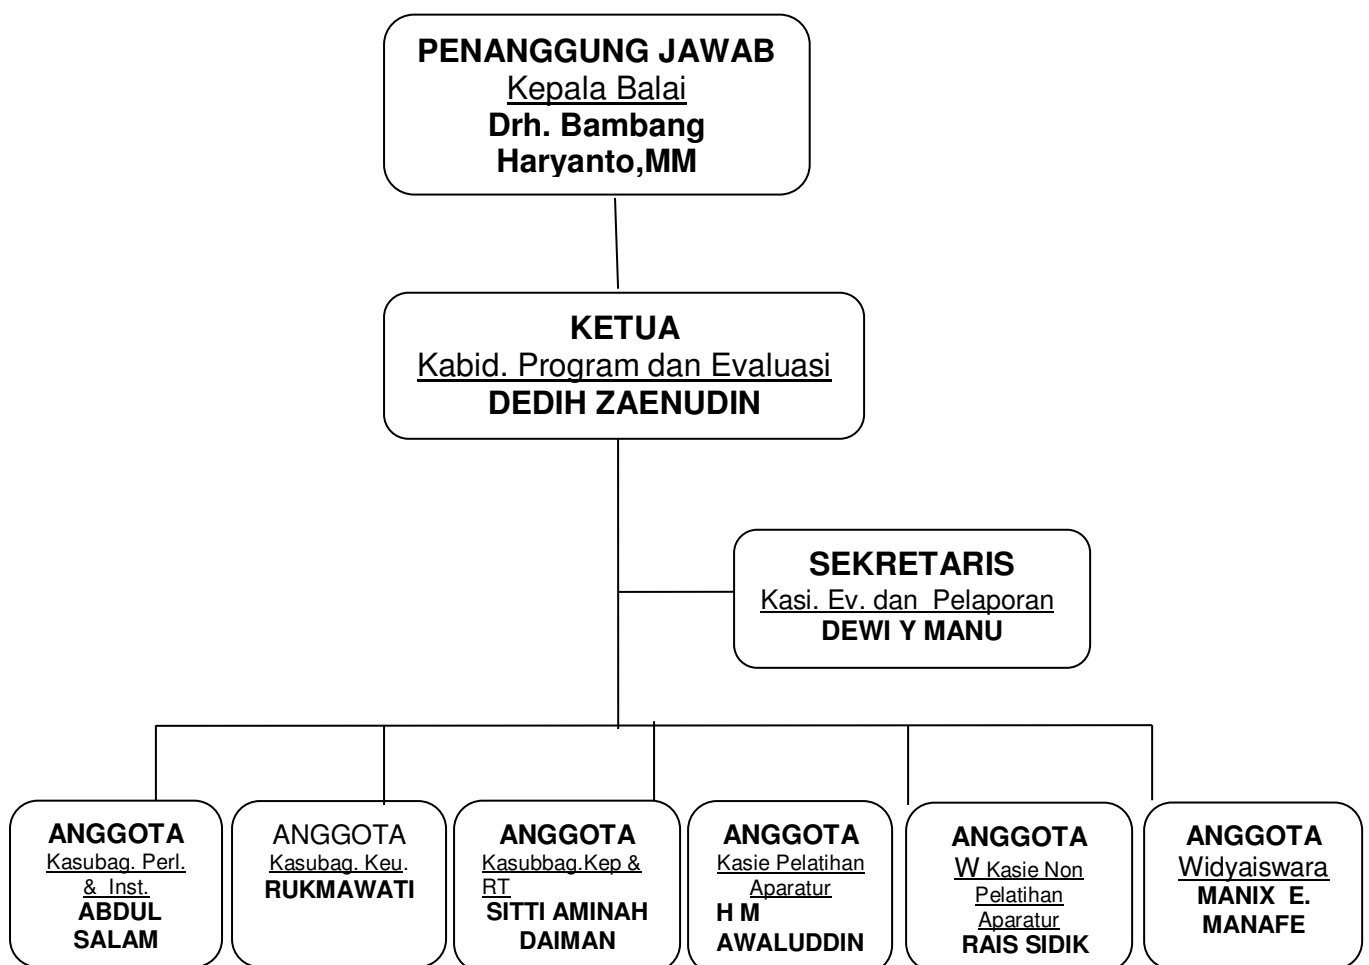 PENANGGUNG JAWAB
Kepala Balai
Drh. Bambang
Haryanto,MM
KETUA
Kabid. Program dan Evaluasi
DEDIH ZAENUDIN
SEKRETARIS
Kasi. Ev. dan Pelaporan
DEWI Y MANU
ANGGOTA
Kasubag. Perl.
& Inst.
ABDUL
SALAM
ANGGOTA
Kasubag. Keu.
RUKMAWATI
ANGGOTA
Kasubbag.Kep &
RT
SITTI AMINAH
DAIMAN
ANGGOTA
Kasie Pelatihan
Aparatur
H M
AWALUDDIN
ANGGOTA
W Kasie Non
Pelatihan
Aparatur
RAIS SIDIK
ANGGOTA
Widyaiswara
MANIX E.
MANAFE